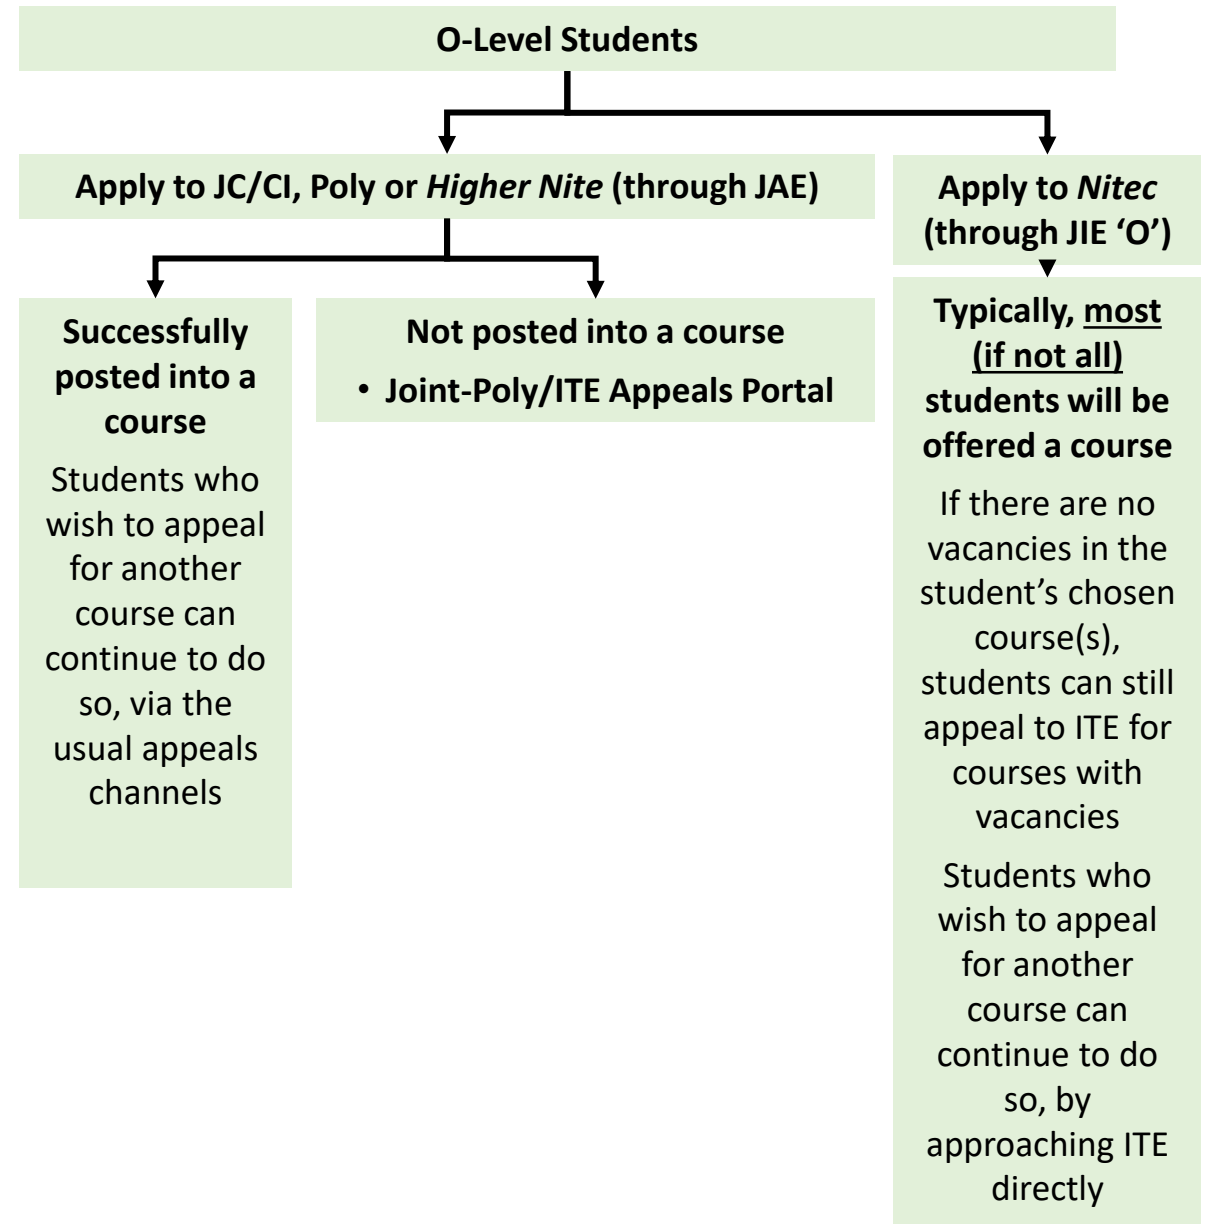 O-Level Students
Apply to JC/CI, Poly or Higher Nite (through JAE)
Successfully
posted into a
course
Students who
wish to appeal
for another
course can
continue to do
so, via the
usual appeals
channels
Not posted into a course
• Joint-Poly/ITE Appeals Portal
Apply to Nitec
(through JIE ‘O’)
Typically, most
(if not all)
students will be
offered a course
If there are no
vacancies in the
student’s chosen
course(s),
students can still
appeal to ITE for
courses with
vacancies
Students who
wish to appeal
for another
course can
continue to do
so, by
approaching ITE
directly